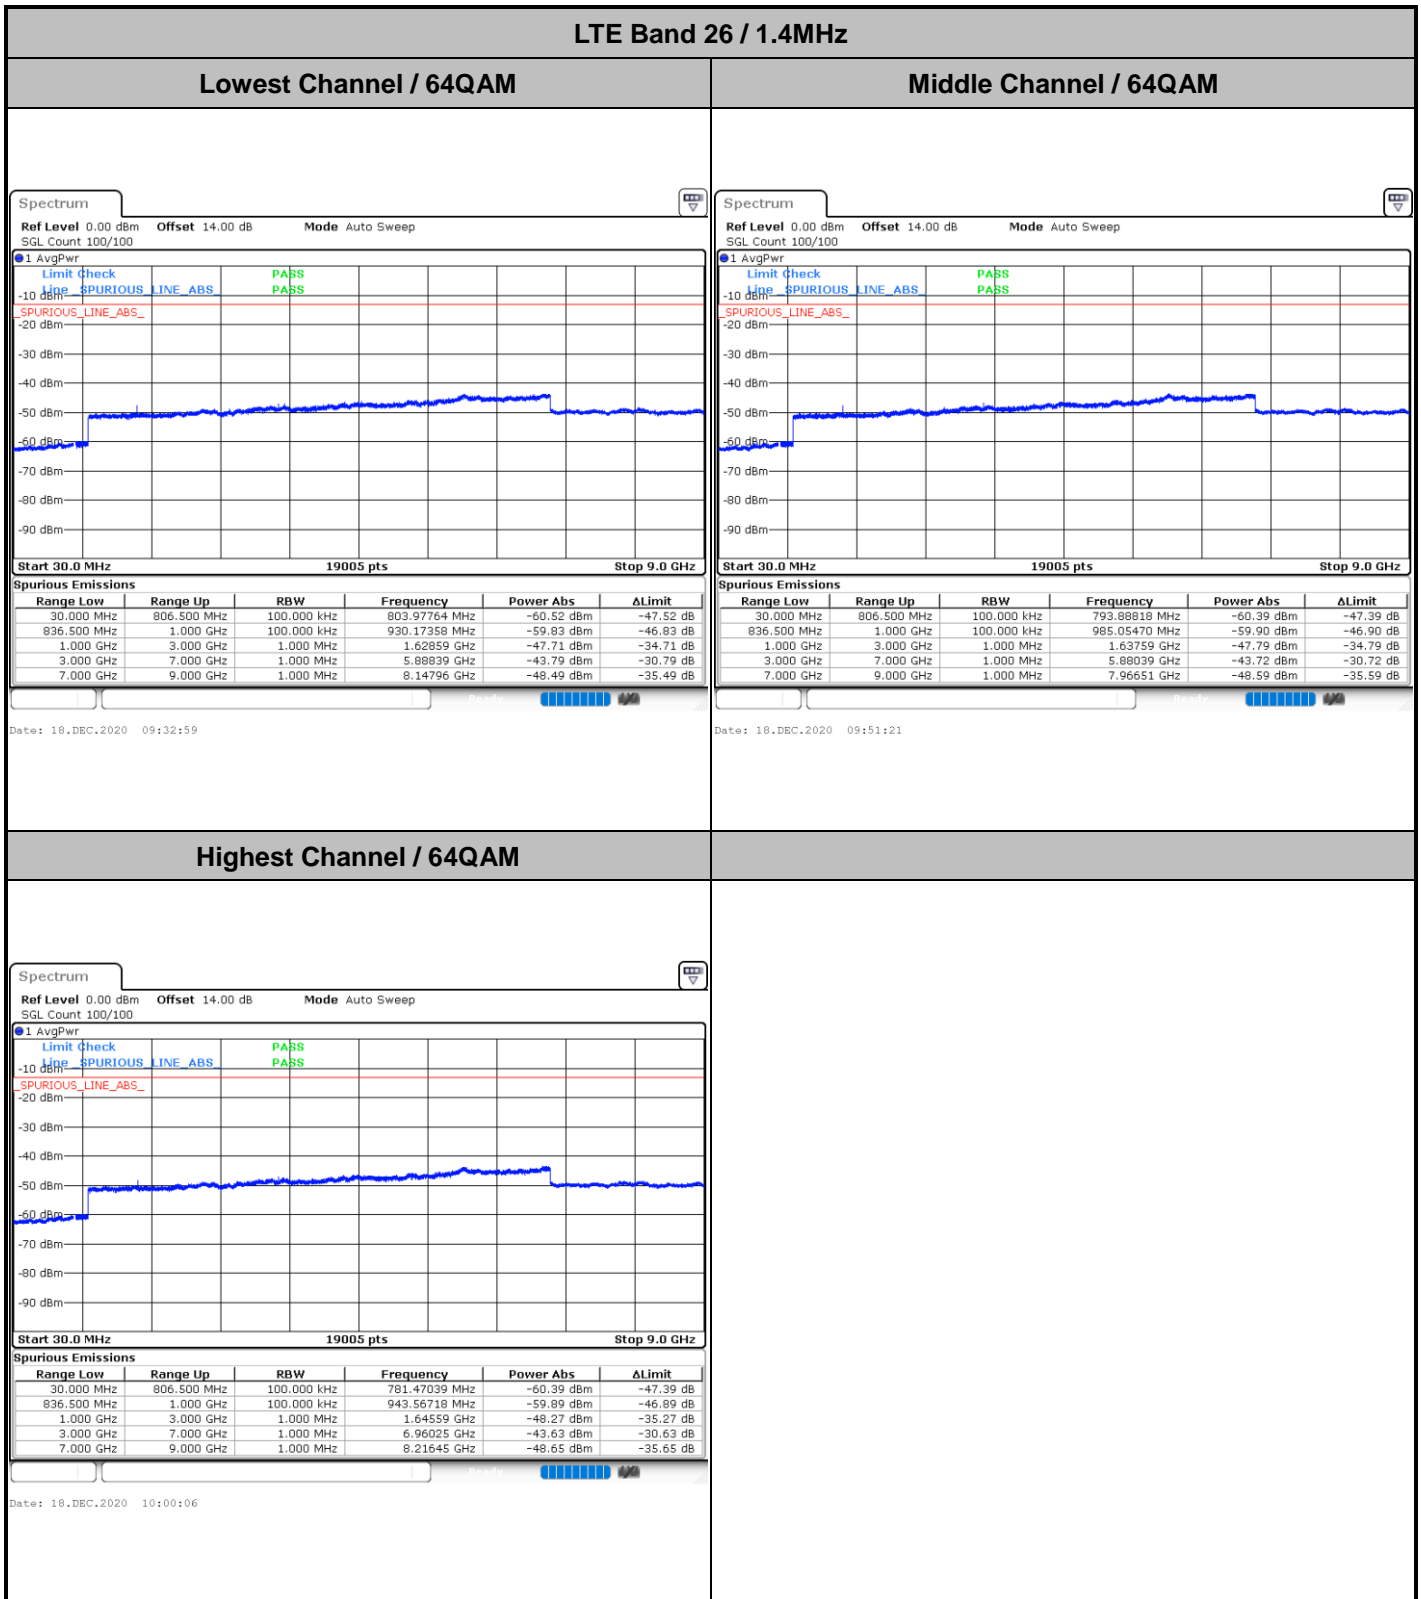 LTE Band 26 / 1.4MHz
Lowest Channel / 64QAM
Middle Channel / 64QAM
Spectrum
Ref Level 0.00 dBm Offset 14.00 dB Mode Auto Sweep
SGL Count 100/100
1 AvgPwr
Limit Check PASS
Line _SPURIOUS_LINE_ABS_ PASS
-10 dBm
_SPURIOUS_LINE_ABS_
-20 dBm
-30 dBm
-40 dBm
-50 dBm
-60 dBm
-70 dBm
-80 dBm
-90 dBm
Start 30.0 MHz 19005 pts Stop 9.0 GHz
Spurious Emissions
Range Low Range Up RBW Frequency Power Abs ΔLimit
30.000 MHz 806.500 MHz 100.000 kHz 803.97764 MHz -60.52 dBm -47.52 dB
836.500 MHz 1.000 GHz 100.000 kHz 930.17358 MHz -59.83 dBm -46.83 dB
1.000 GHz 3.000 GHz 1.000 MHz 1.62859 GHz -47.71 dBm -34.71 dB
3.000 GHz 7.000 GHz 1.000 MHz 5.88839 GHz -43.79 dBm -30.79 dB
7.000 GHz 9.000 GHz 1.000 MHz 8.14796 GHz -48.49 dBm -35.49 dB
Ready
Date: 18.DEC.2020 09:32:59
Spectrum
Ref Level 0.00 dBm Offset 14.00 dB Mode Auto Sweep
SGL Count 100/100
1 AvgPwr
Limit Check PASS
Line _SPURIOUS_LINE_ABS_ PASS
-10 dBm
_SPURIOUS_LINE_ABS_
-20 dBm
-30 dBm
-40 dBm
-50 dBm
-60 dBm
-70 dBm
-80 dBm
-90 dBm
Start 30.0 MHz 19005 pts Stop 9.0 GHz
Spurious Emissions
Range Low Range Up RBW Frequency Power Abs ΔLimit
30.000 MHz 806.500 MHz 100.000 kHz 793.88818 MHz -60.39 dBm -47.39 dB
836.500 MHz 1.000 GHz 100.000 kHz 985.05470 MHz -59.90 dBm -46.90 dB
1.000 GHz 3.000 GHz 1.000 MHz 1.63759 GHz -47.79 dBm -34.79 dB
3.000 GHz 7.000 GHz 1.000 MHz 5.88039 GHz -43.72 dBm -30.72 dB
7.000 GHz 9.000 GHz 1.000 MHz 7.96651 GHz -48.59 dBm -35.59 dB
Ready
Date: 18.DEC.2020 09:51:21
Highest Channel / 64QAM
Spectrum
Ref Level 0.00 dBm Offset 14.00 dB Mode Auto Sweep
SGL Count 100/100
1 AvgPwr
Limit Check PASS
Line _SPURIOUS_LINE_ABS_ PASS
-10 dBm
_SPURIOUS_LINE_ABS_
-20 dBm
-30 dBm
-40 dBm
-50 dBm
-60 dBm
-70 dBm
-80 dBm
-90 dBm
Start 30.0 MHz 19005 pts Stop 9.0 GHz
Spurious Emissions
Range Low Range Up RBW Frequency Power Abs ΔLimit
30.000 MHz 806.500 MHz 100.000 kHz 781.47039 MHz -60.39 dBm -47.39 dB
836.500 MHz 1.000 GHz 100.000 kHz 943.56718 MHz -59.89 dBm -46.89 dB
1.000 GHz 3.000 GHz 1.000 MHz 1.64559 GHz -48.27 dBm -35.27 dB
3.000 GHz 7.000 GHz 1.000 MHz 6.96025 GHz -43.63 dBm -30.63 dB
7.000 GHz 9.000 GHz 1.000 MHz 8.21645 GHz -48.65 dBm -35.65 dB
Ready
Date: 18.DEC.2020 10:00:06